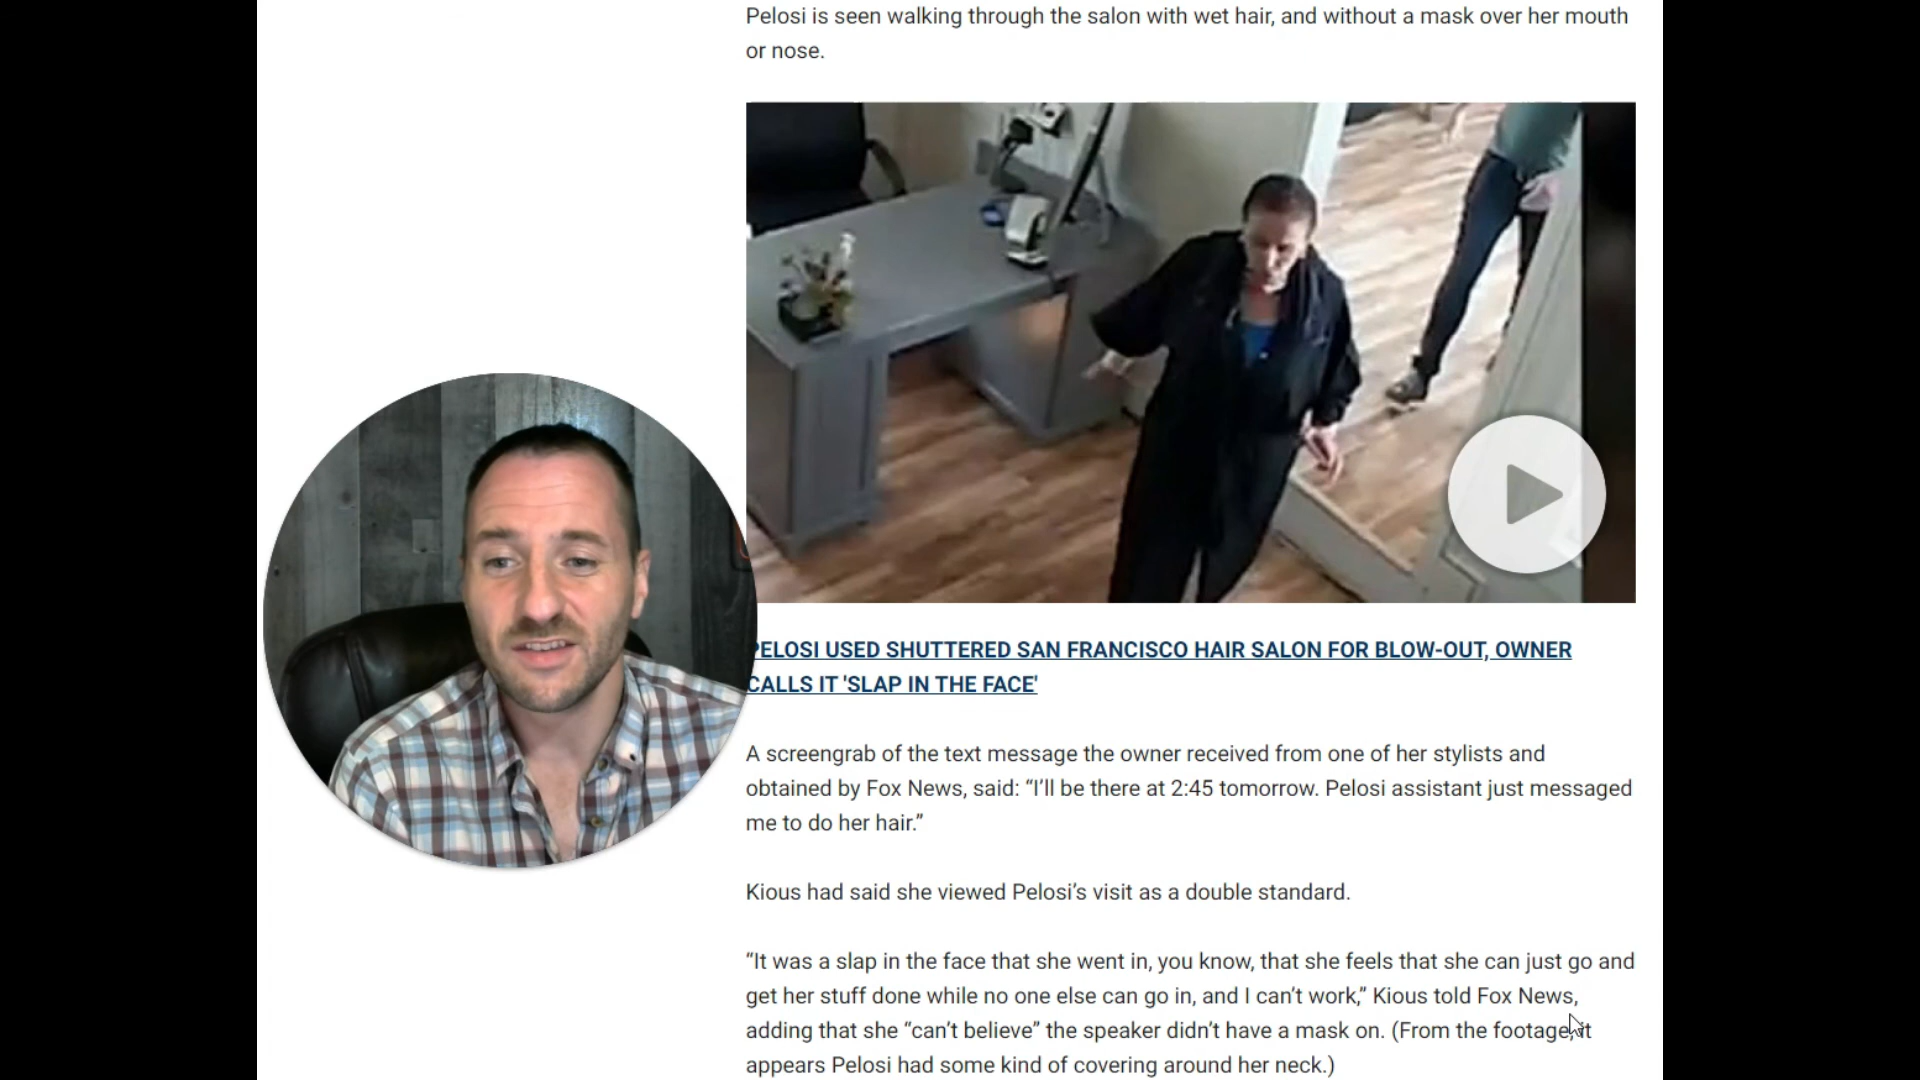 Pelosi is seen walking through the salon with wet hair, and without a mask over her mouth
or nose.
PELOSI USED SHUTTERED SAN FRANCISCO HAIR SALON FOR BLOW-OUT, OWNER
CALLS IT 'SLAP IN THE FACE'
A screengrab of the text message the owner received from one of her stylists and
obtained by Fox News, said: “I’ll be there at 2:45 tomorrow. Pelosi assistant just messaged
me to do her hair.”
Kious had said she viewed Pelosi’s visit as a double standard.
“It was a slap in the face that she went in, you know, that she feels that she can just go and
get her stuff done while no one else can go in, and I can’t work,” Kious told Fox News,
adding that she “can’t believe” the speaker didn’t have a mask on. (From the footage, it
appears Pelosi had some kind of covering around her neck.)